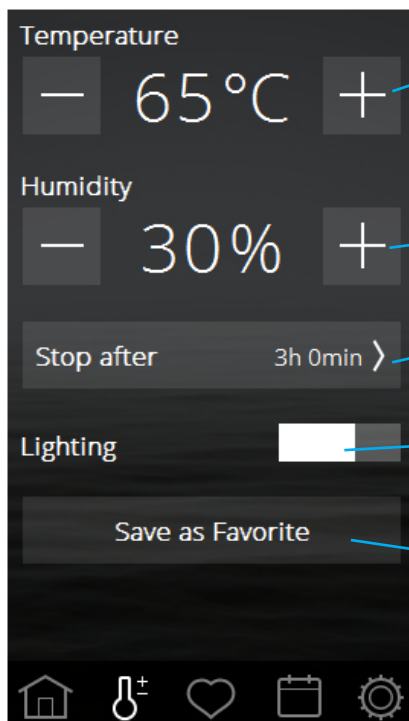 Temperature
65°C
Humidity
30%
Stop after 3h 0min
Lighting
Save as Favorite